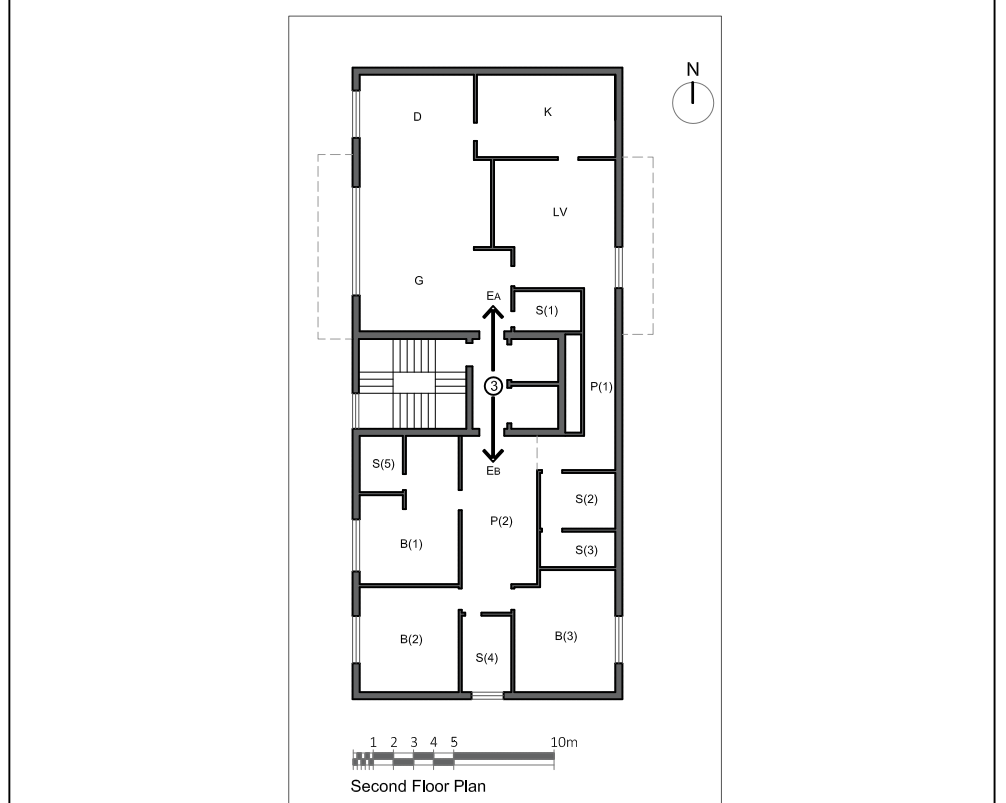 N
D
K
LV
G
EA
S(1)
3
P(1)
S(5)
EB
S(2)
P(2)
B(1)
S(3)
B(2)
B(3)
S(4)
1 2 3 4 5 10m
Second Floor Plan